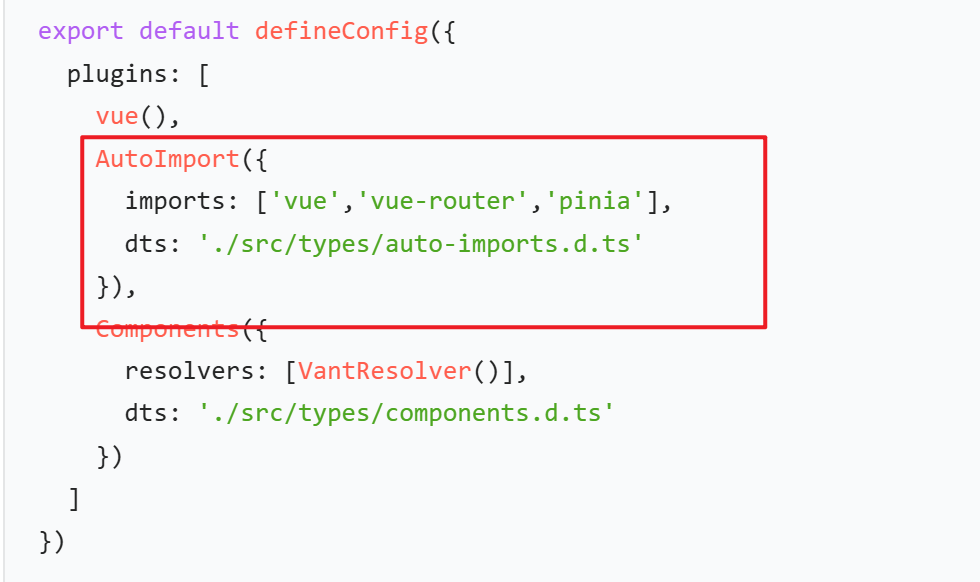 export default defineConfig({
  plugins: [
    vue(),
    AutoImport({
      imports: ['vue','vue-router','pinia'],
      dts: './src/types/auto-imports.d.ts'
    }),
    Components({
      resolvers: [VantResolver()],
      dts: './src/types/components.d.ts'
    })
  ]
})